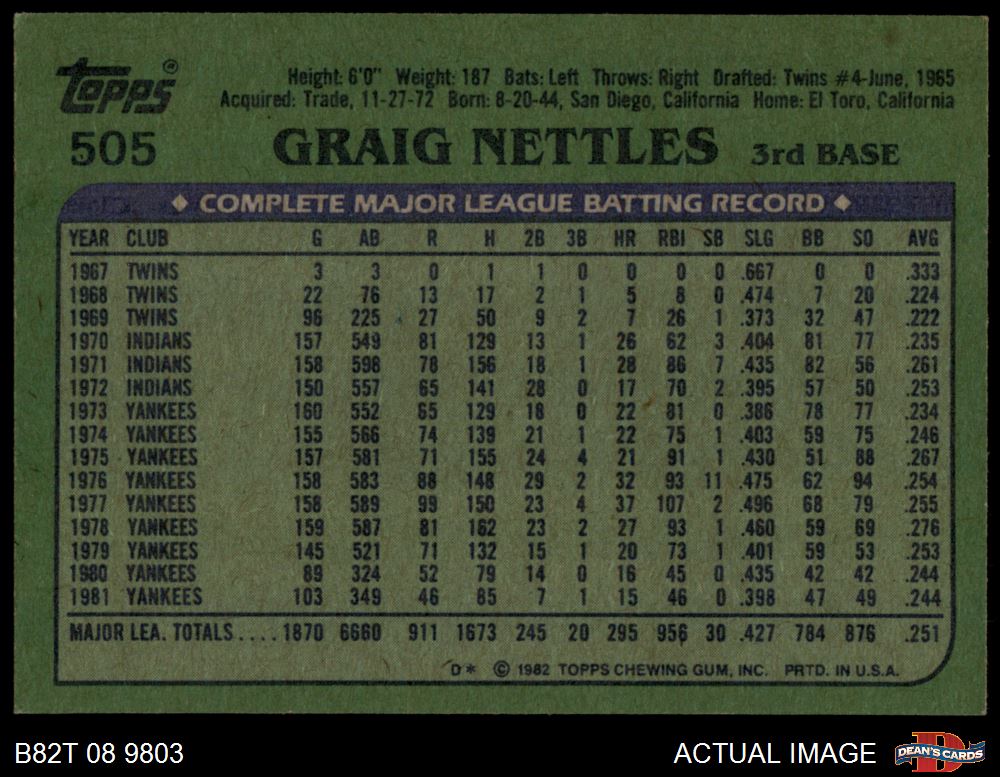 Topps®
Height: 6'0" Weight: 187 Bats: Left Throws: Right Drafted: Twins #4-June, 1965
Acquired: Trade, 11-27-72 Born: 8-20-44, San Diego, California Home: El Toro, California
505 GRAIG NETTLES 3rd BASE
◆ COMPLETE MAJOR LEAGUE BATTING RECORD ◆
YEAR CLUB G AB R H 2B 3B HR RBI SB SLG BB SO AVG
1967 TWINS 3 3 0 1 1 0 0 0 0 .667 0 0 .333
1968 TWINS 22 76 13 17 2 1 5 8 0 .474 7 20 .224
1969 TWINS 96 225 27 50 9 2 7 26 1 .373 32 47 .222
1970 INDIANS 157 549 81 129 13 1 26 62 3 .404 81 77 .235
1971 INDIANS 158 598 78 156 18 1 28 86 7 .435 82 56 .261
1972 INDIANS 150 557 65 141 28 0 17 70 2 .395 57 50 .253
1973 YANKEES 160 552 65 129 18 0 22 81 0 .386 78 77 .234
1974 YANKEES 155 566 74 139 21 1 22 75 1 .403 59 75 .246
1975 YANKEES 157 581 71 155 24 4 21 91 1 .430 51 88 .267
1976 YANKEES 158 583 88 148 29 2 32 93 11 .475 62 94 .254
1977 YANKEES 158 589 99 150 23 4 37 107 2 .496 68 79 .255
1978 YANKEES 159 587 81 162 23 2 27 93 1 .460 59 69 .276
1979 YANKEES 145 521 71 132 15 1 20 73 1 .401 59 53 .253
1980 YANKEES 89 324 52 79 14 0 16 45 0 .435 42 42 .244
1981 YANKEES 103 349 46 85 7 1 15 46 0 .398 47 49 .244
MAJOR LEA. TOTALS.... 1870 6660 911 1673 245 20 295 956 30 .427 784 876 .251
D* © 1982 TOPPS CHEWING GUM, INC. PRTD. IN U.S.A.
B82T 08 9803 ACTUAL IMAGE D DEAN'S CARDS